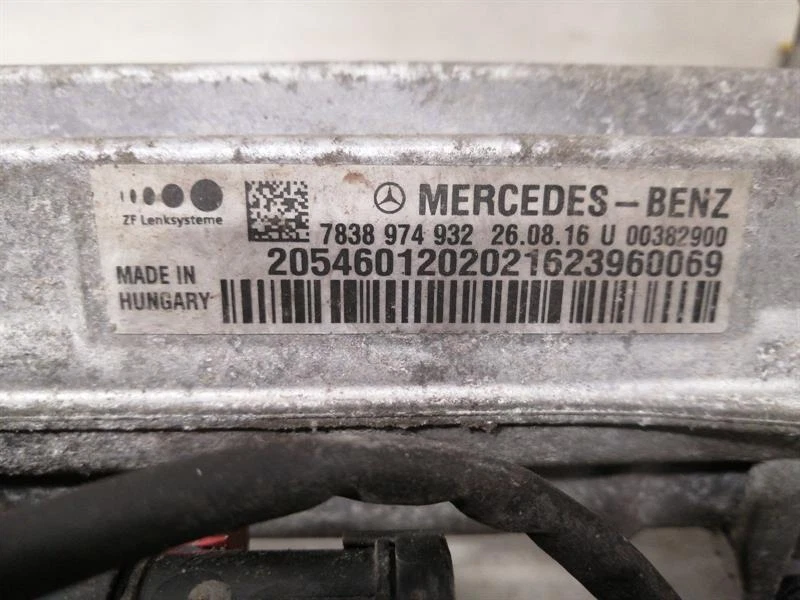 ZF Lenksysteme
MERCEDES-BENZ
7838 974 932 26.08.16 U 00382900
2054601202021623960069
MADE IN
HUNGARY